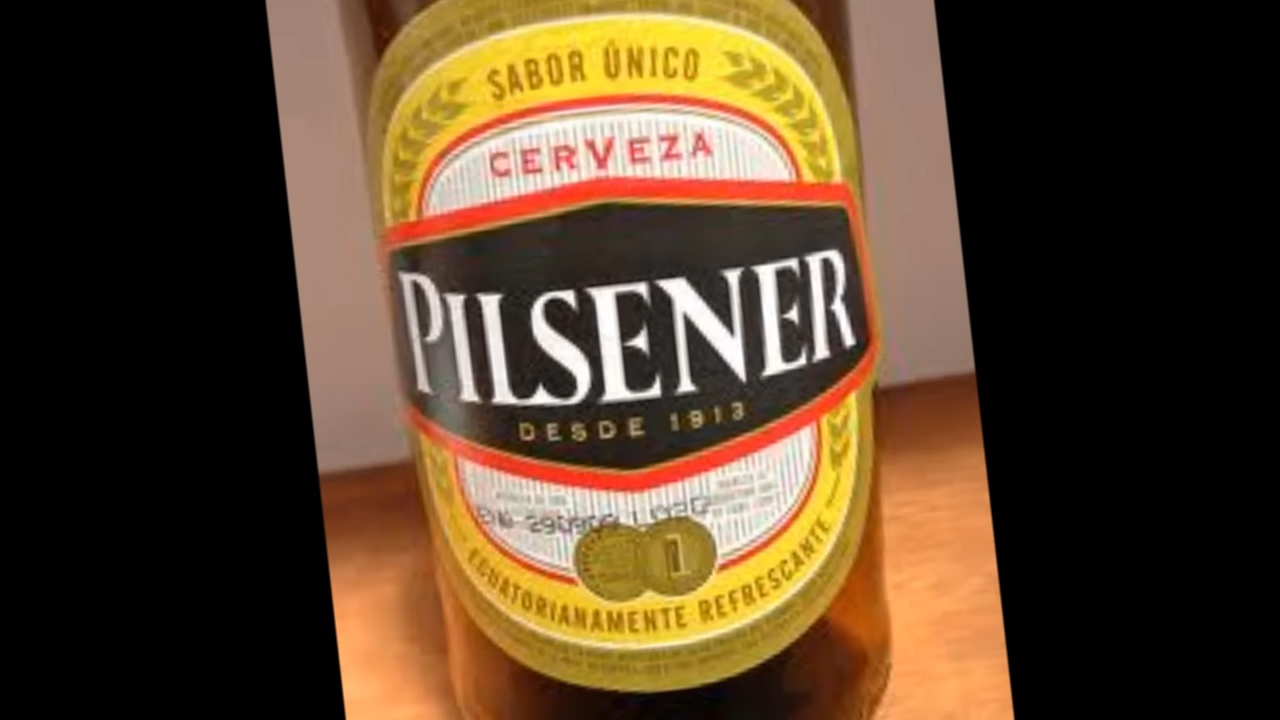 SABOR ÚNICO
CERVEZA
PILSENER
DESDE 1913
ECUATORIANAMENTE REFRESCANTE